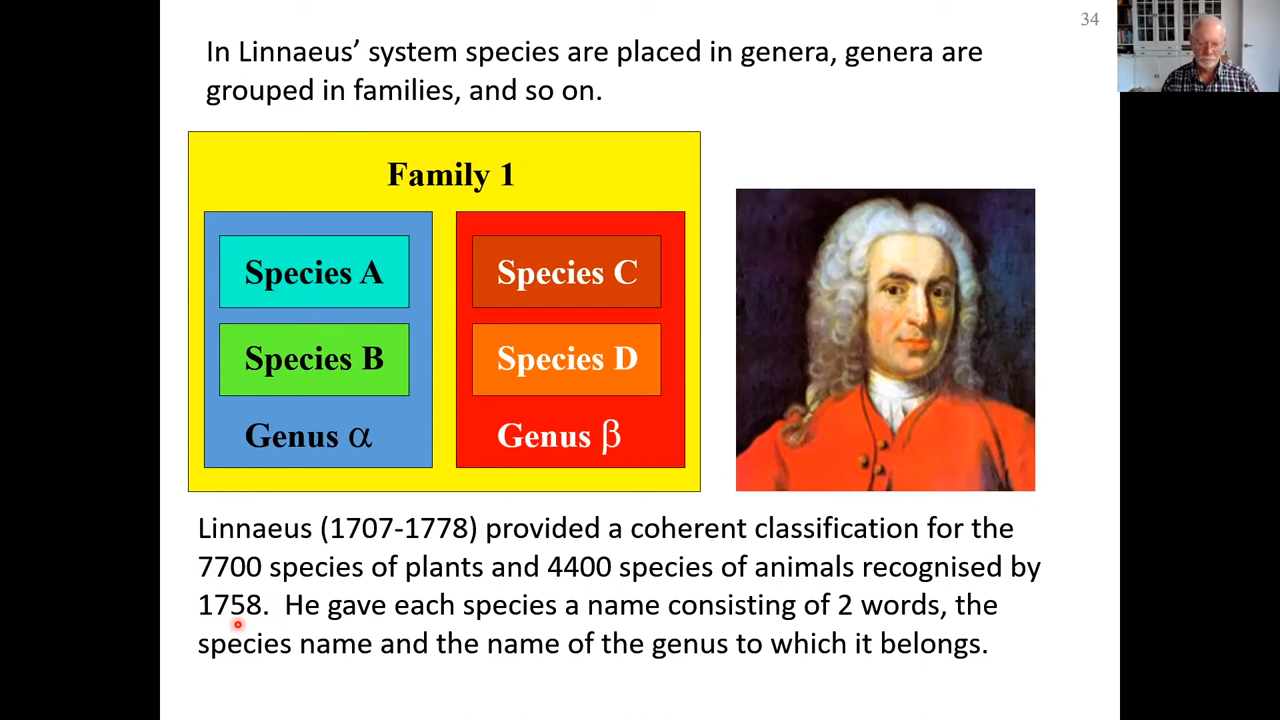 34
In Linnaeus’ system species are placed in genera, genera are
grouped in families, and so on.
Family 1
Species A
Species B
Genus α
Species C
Species D
Genus β
Linnaeus (1707-1778) provided a coherent classification for the
7700 species of plants and 4400 species of animals recognised by
1758.  He gave each species a name consisting of 2 words, the
species name and the name of the genus to which it belongs.